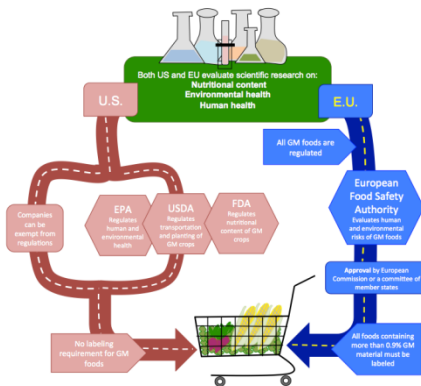 Both US and EU evaluate scientific research on:
Nutritional content
Environmental health
Human health
U.S.
E.U.
All GM foods are
regulated
Companies can
be exempt from
regulations
EPA
Regulates
human and
environmental
health
USDA
Regulates
transportation
and planting
of GM crops
FDA
Regulates
nutritional
content of GM
crops
European
Food Safety
Authority
Evaluates human
and environmental
risks of GM foods
Approval by European
Commission or a committee of
member states
No labeling
requirement for GM
foods
All foods containing
more than 0.9% GM
material must be
labeled